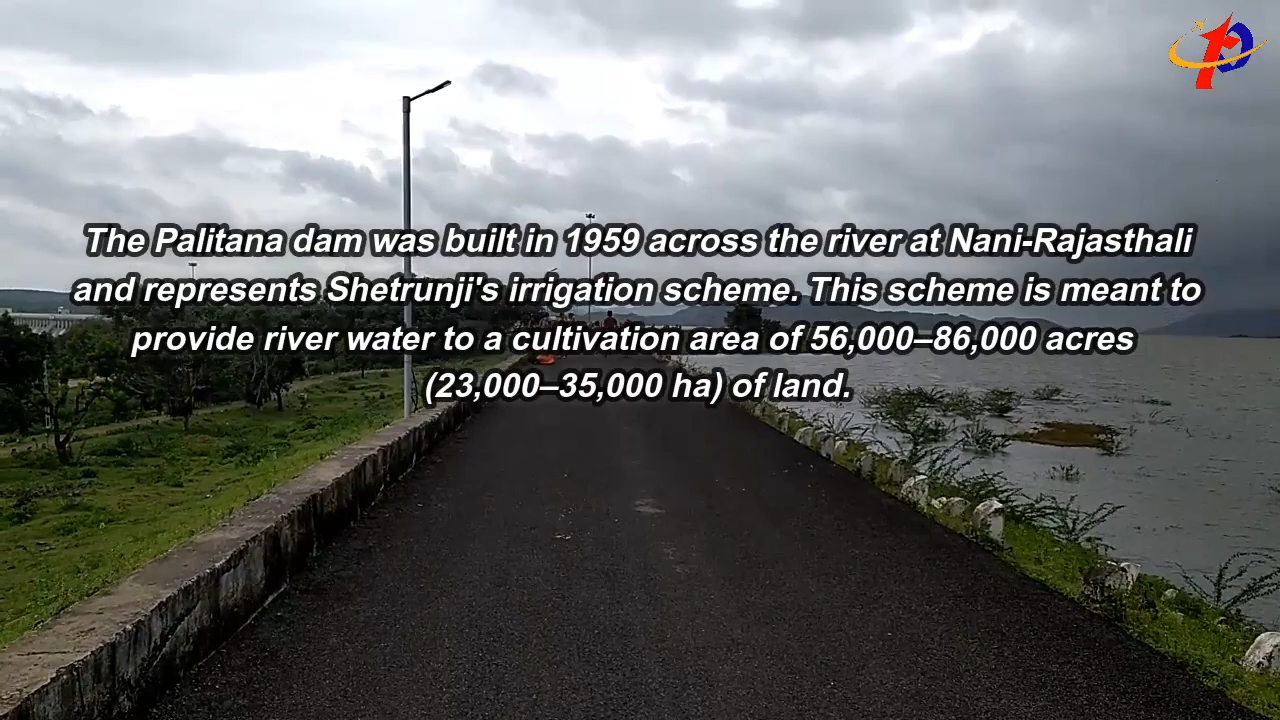 The Palitana dam was built in 1959 across the river at Nani-Rajasthali
and represents Shetrunji's irrigation scheme. This scheme is meant to
provide river water to a cultivation area of 56,000–86,000 acres
(23,000–35,000 ha) of land.